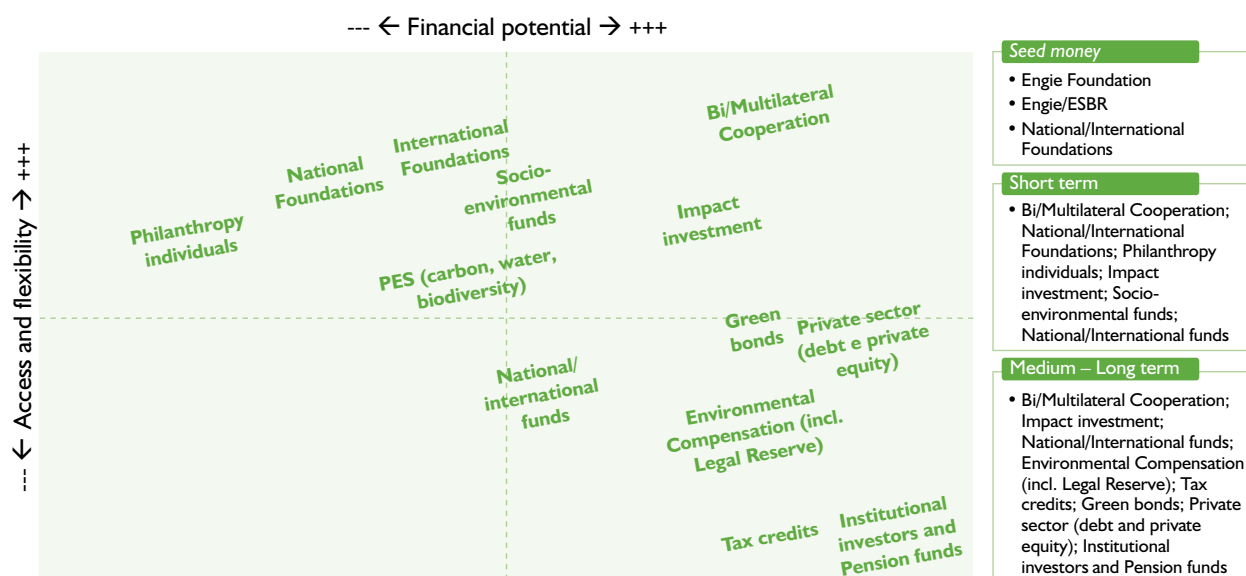 --- ← Financial potential → +++
--- ← Access and flexibility → +++
Bi/Multilateral
Cooperation
International
Foundations
National
Foundations
Socio-
environmental
funds
Philanthropy
individuals
Impact
investment
PES (carbon, water,
biodiversity)
Green
bonds
Private sector
(debt e private
equity)
National/
international
funds
Environmental
Compensation (incl.
Legal Reserve)
Tax credits
Institutional
investors and
Pension funds
Seed money
• Engie Foundation
• Engie/ESBR
• National/International
Foundations
Short term
• Bi/Multilateral Cooperation;
National/International
Foundations; Philanthropy
individuals; Impact
investment; Socio-
environmental funds;
National/International funds
Medium – Long term
• Bi/Multilateral Cooperation;
Impact investment;
National/International funds;
Environmental Compensation
(incl. Legal Reserve); Tax
credits; Green bonds; Private
sector (debt and private
equity); Institutional
investors and Pension funds